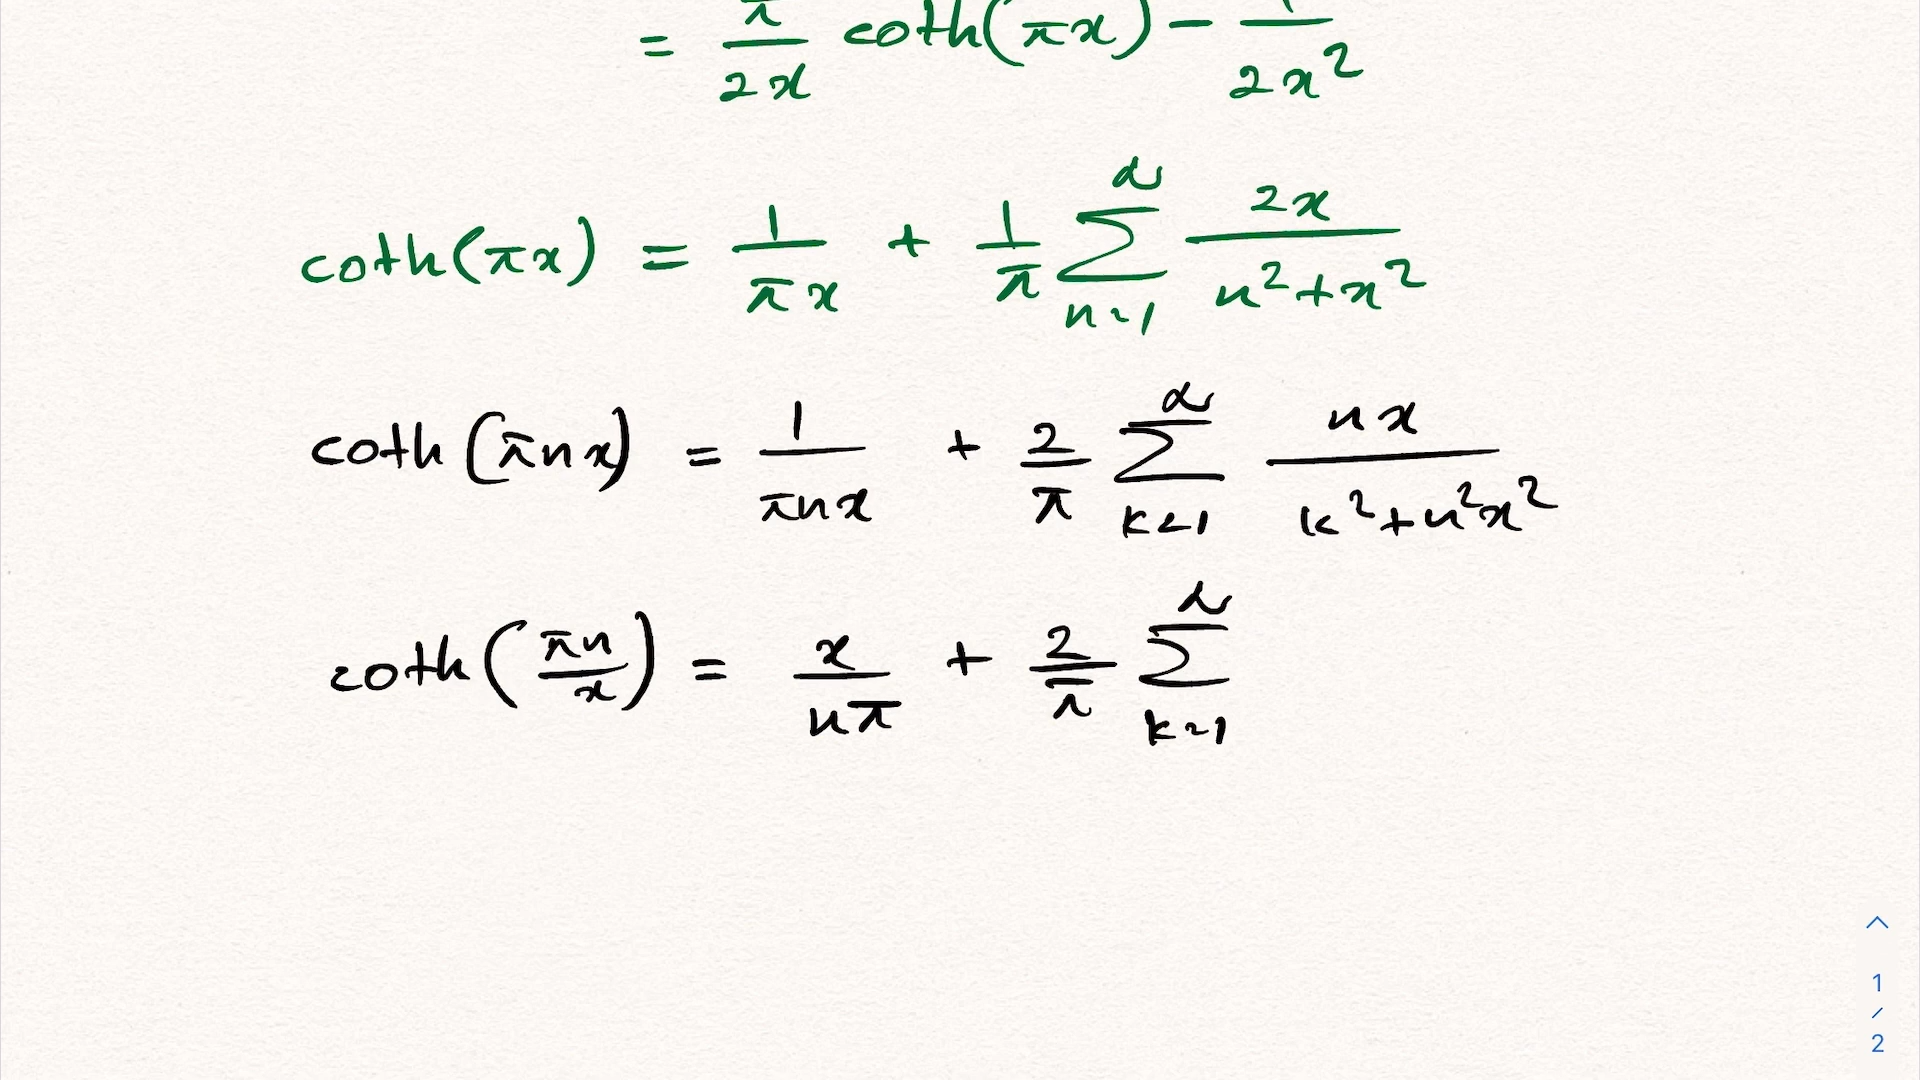 = π/2x coth(πx) − 1/2x²
coth(πx) = 1/πx + 1/π ∑_{n=1}^{∞} 2x/n²+x²
coth(πnx) = 1/πnx + 2/π ∑_{k=1}^{∞} nx/k²+n²x²
coth(πn/x) = x/nπ + 2/π ∑_{k=1}^{∞}
1
/
2